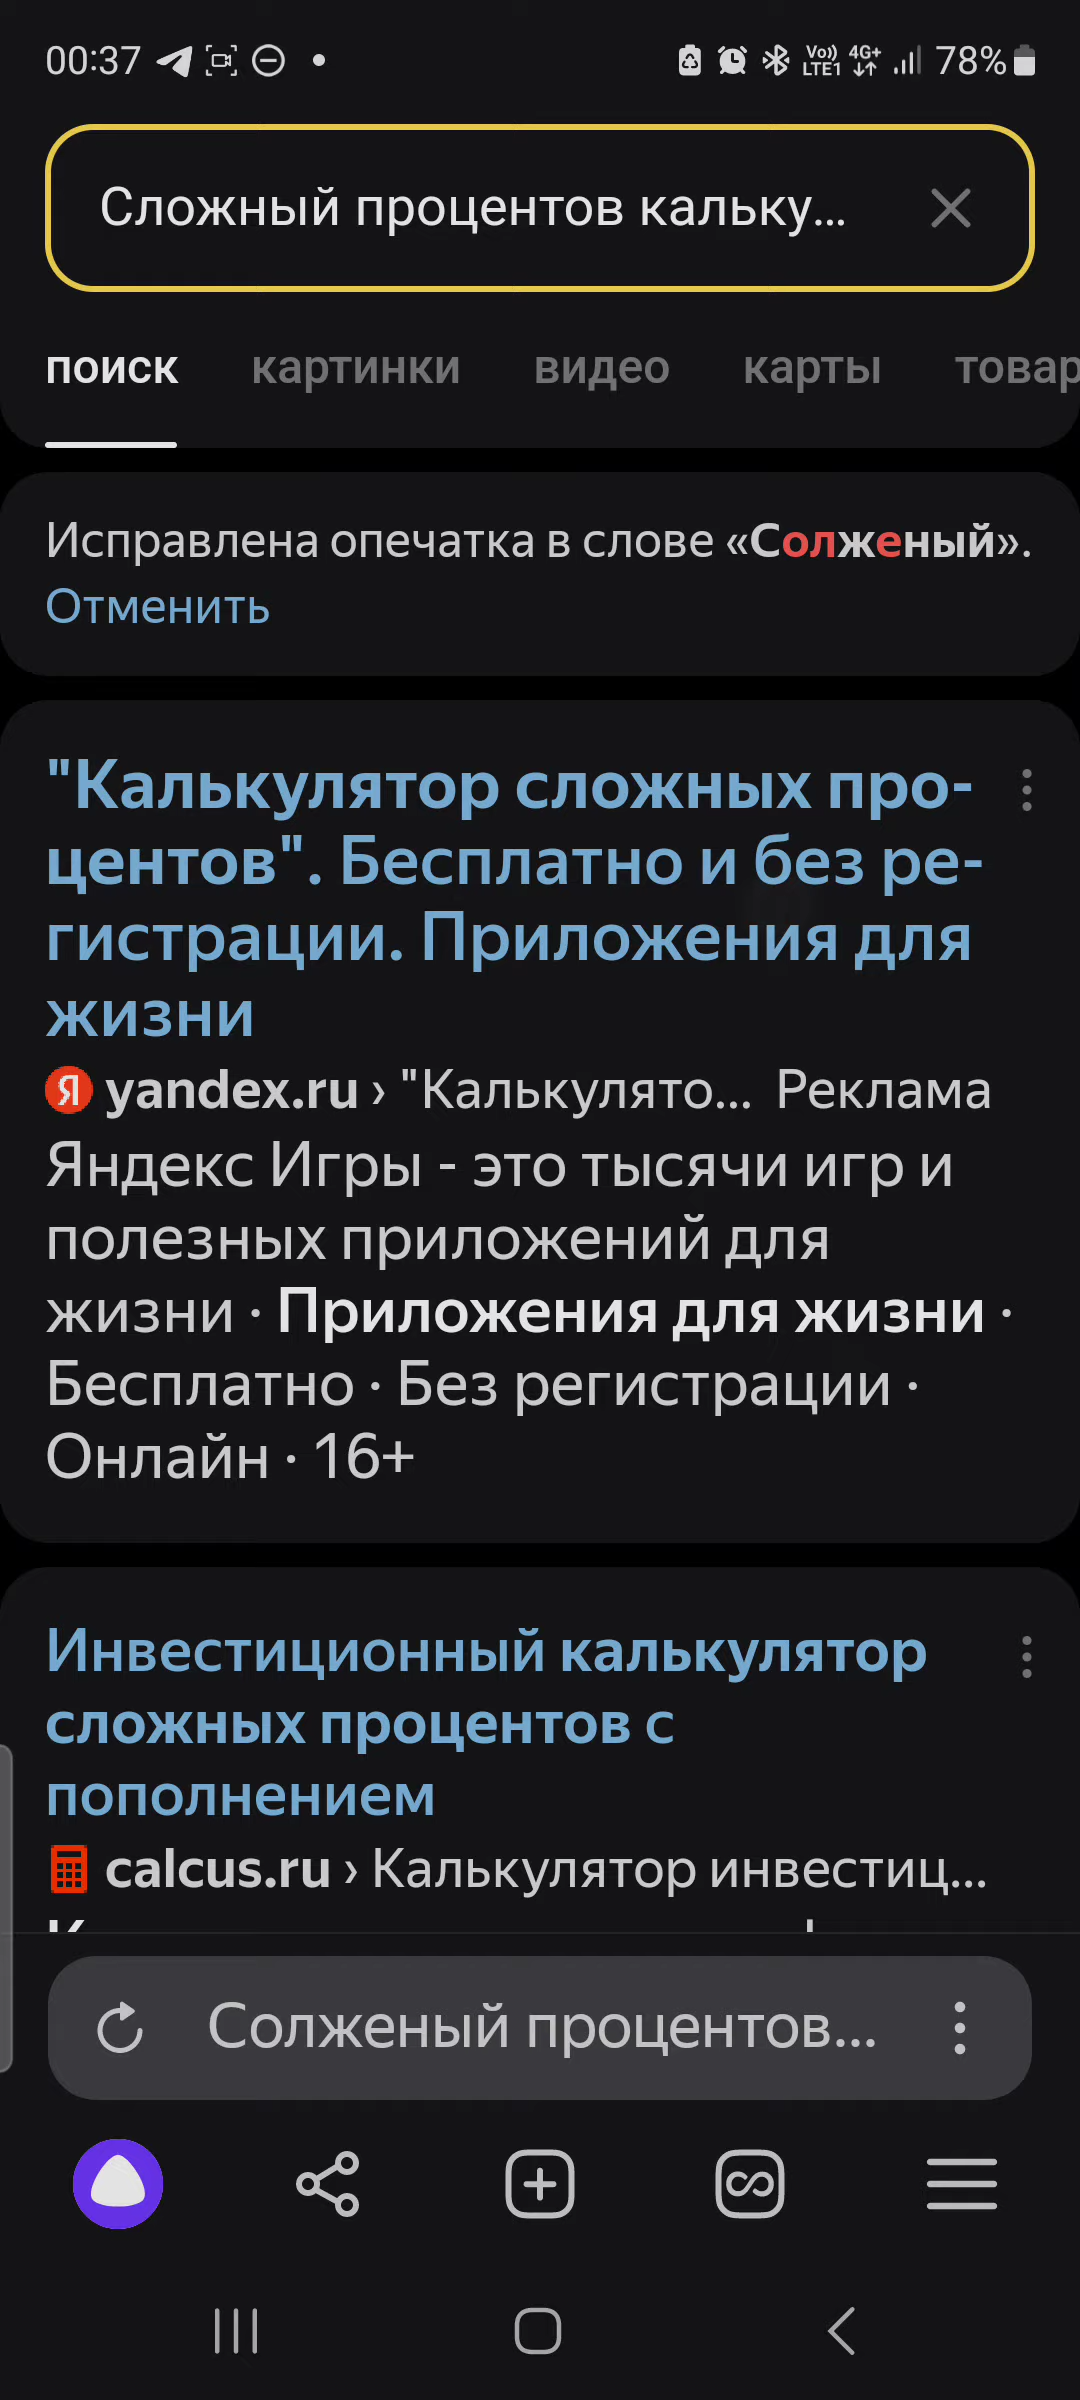 00:37 Vo)) LTE1 4G+ 78%
Сложный процентов кальку...
поиск картинки видео карты товар
Исправлена опечатка в слове «Солженый».
Отменить
"Калькулятор сложных про-
центов". Бесплатно и без ре-
гистрации. Приложения для
жизни
Я yandex.ru › "Калькулято... Реклама
Яндекс Игры - это тысячи игр и
полезных приложений для
жизни · Приложения для жизни ·
Бесплатно · Без регистрации ·
Онлайн · 16+
Инвестиционный калькулятор
сложных процентов с
пополнением
calcus.ru › Калькулятор инвестиц...
Солженый процентов...